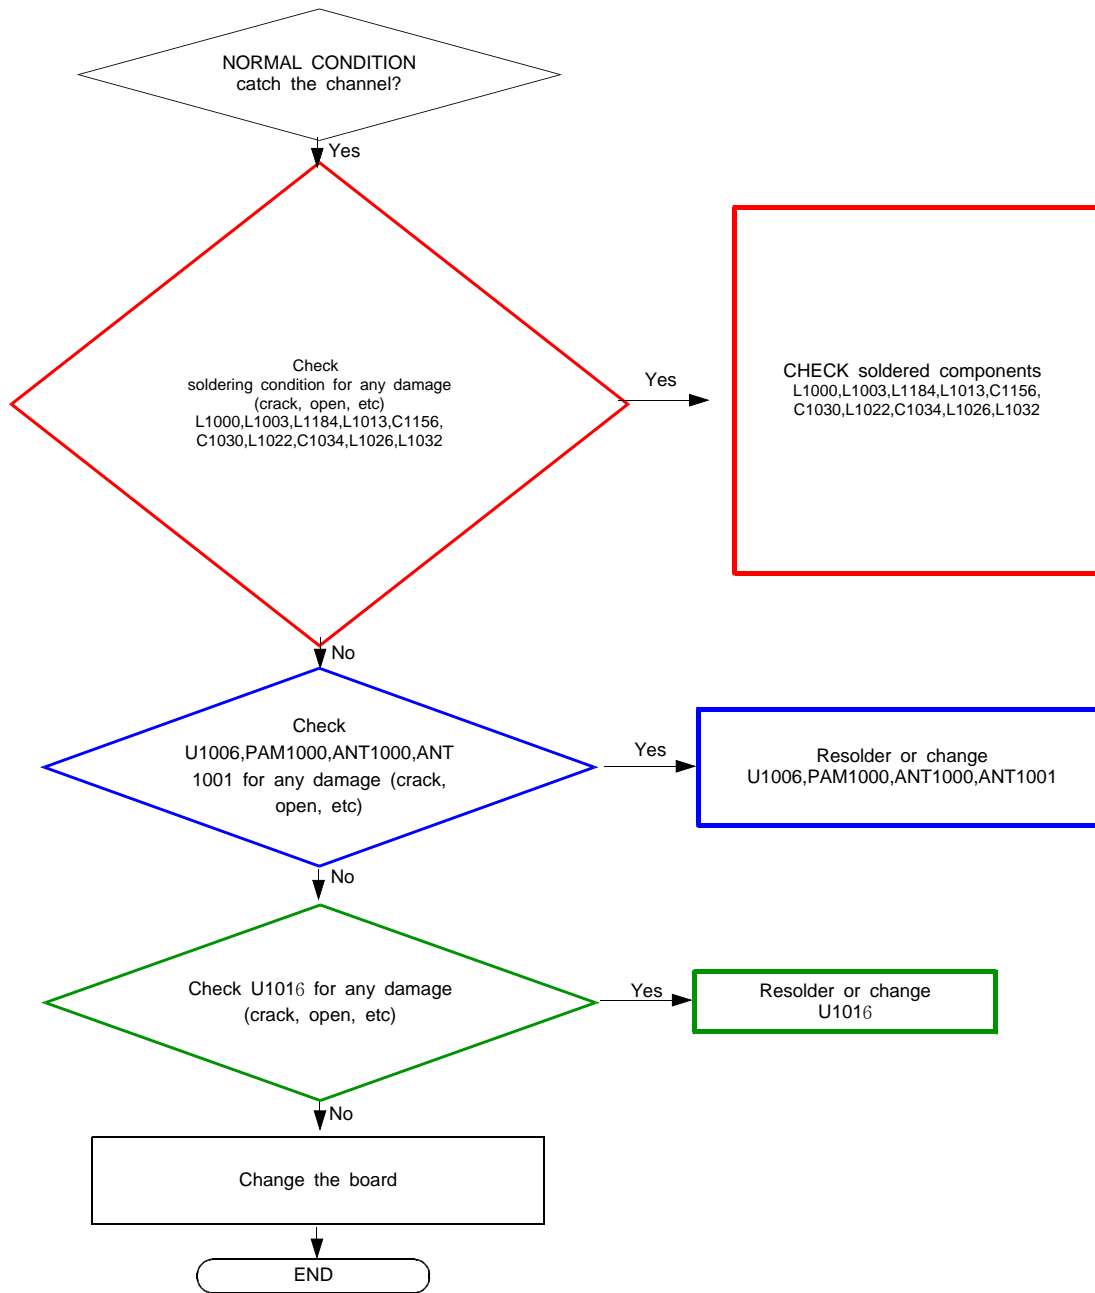 NORMAL CONDITION
catch the channel?
Yes
Check
soldering condition for any damage
(crack, open, etc)
L1000,L1003,L1184,L1013,C1156,
C1030,L1022,C1034,L1026,L1032
Yes
CHECK soldered components
L1000,L1003,L1184,L1013,C1156,
C1030,L1022,C1034,L1026,L1032
No
Check
U1006,PAM1000,ANT1000,ANT
1001 for any damage (crack,
open, etc)
Yes
Resolder or change
U1006,PAM1000,ANT1000,ANT1001
No
Check U1016 for any damage
(crack, open, etc)
Yes
Resolder or change
U1016
No
Change the board
END